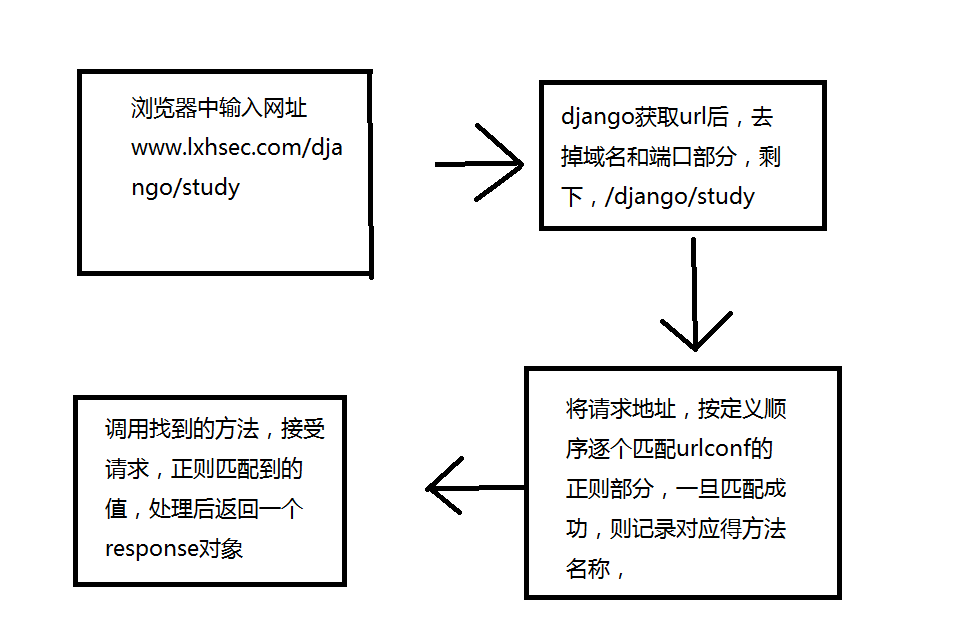 浏览器中输入网址
www.lxhsec.com/dja
ngo/study
django获取url后，去
掉域名和端口部分，剩
下，/django/study
将请求地址，按定义顺
序逐个匹配urlconf的
正则部分，一旦匹配成
功，则记录对应得方法
名称，
调用找到的方法，接受
请求，正则匹配到的
值，处理后返回一个
response对象